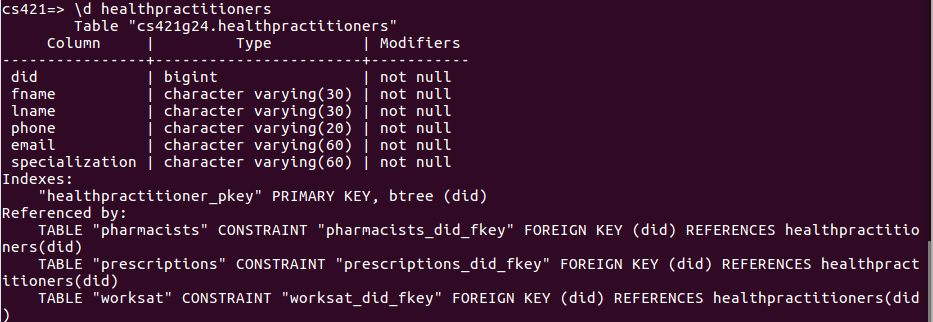 cs421=> \d healthpractitioners
        Table "cs421g24.healthpractitioners"
     Column     |         Type          | Modifiers
----------------+-----------------------+-----------
 did            | bigint                | not null
 fname          | character varying(30) | not null
 lname          | character varying(30) | not null
 phone          | character varying(20) | not null
 email          | character varying(60) | not null
 specialization | character varying(60) | not null
Indexes:
    "healthpractitioner_pkey" PRIMARY KEY, btree (did)
Referenced by:
    TABLE "pharmacists" CONSTRAINT "pharmacists_did_fkey" FOREIGN KEY (did) REFERENCES healthpractitio
ners(did)
    TABLE "prescriptions" CONSTRAINT "prescriptions_did_fkey" FOREIGN KEY (did) REFERENCES healthpract
itioners(did)
    TABLE "worksat" CONSTRAINT "worksat_did_fkey" FOREIGN KEY (did) REFERENCES healthpractitioners(did
)